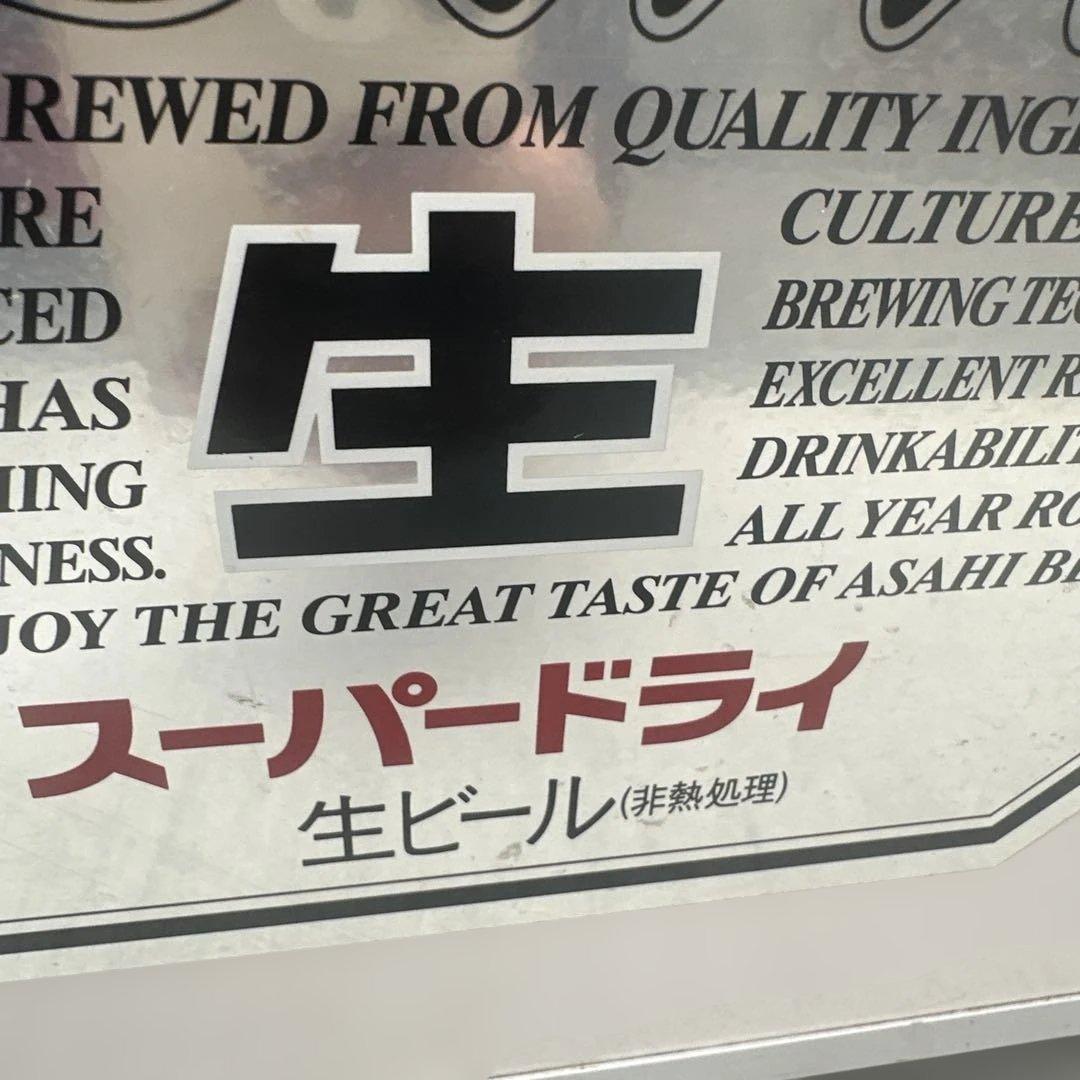 REWED FROM QUALITY ING
RE
CED
HAS
HING
NESS.
生
CULTURE
BREWING TEC
EXCELLENT R
DRINKABILIT
ALL YEAR RO
JOY THE GREAT TASTE OF ASAHI BE
スーパードライ
生ビール(非熱処理)